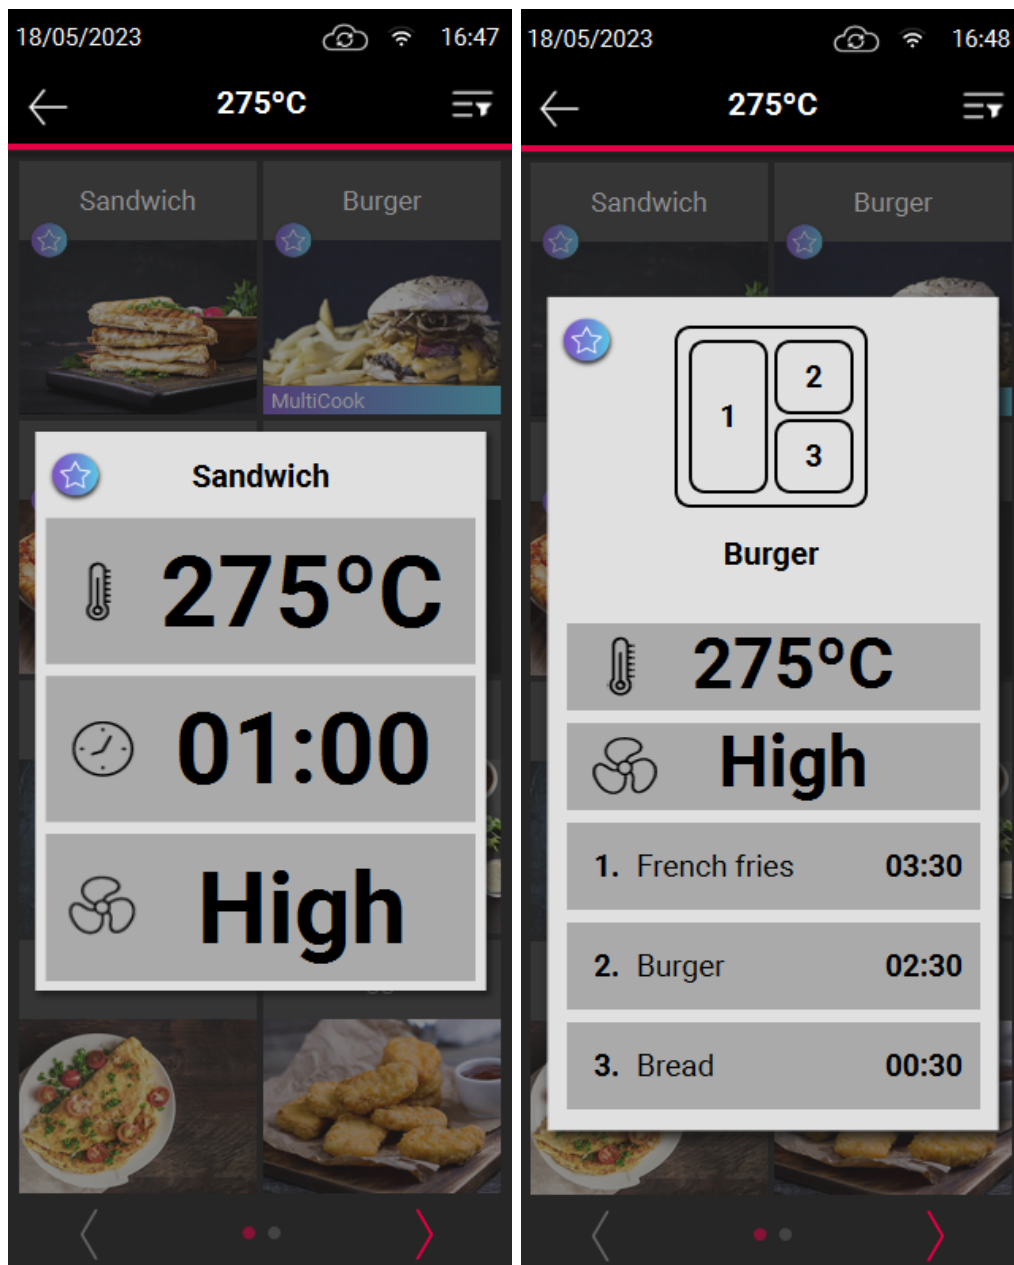 18/05/2023 16:47
275°C
Sandwich Burger
MultiCook
Sandwich
275°C
01:00
High
18/05/2023 16:48
275°C
Sandwich Burger
1
2
3
Burger
275°C
High
1. French fries 03:30
2. Burger 02:30
3. Bread 00:30